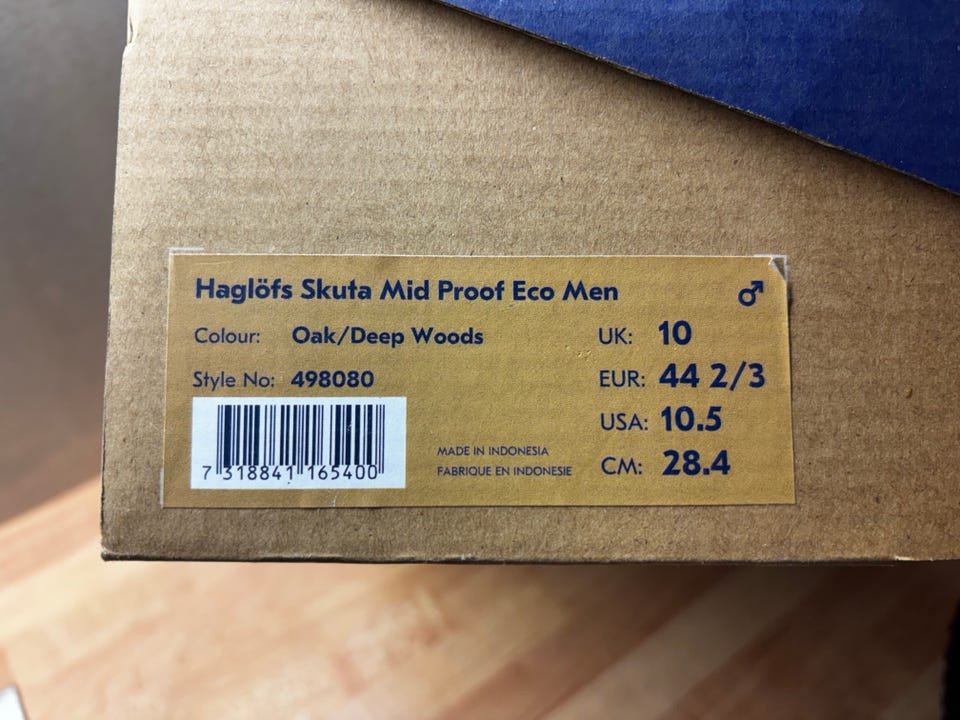 Haglöfs Skuta Mid Proof Eco Men ♂
Colour: Oak/Deep Woods
Style No: 498080
7 318841 165400
MADE IN INDONESIA
FABRIQUE EN INDONESIE
UK: 10
EUR: 44 2/3
USA: 10.5
CM: 28.4